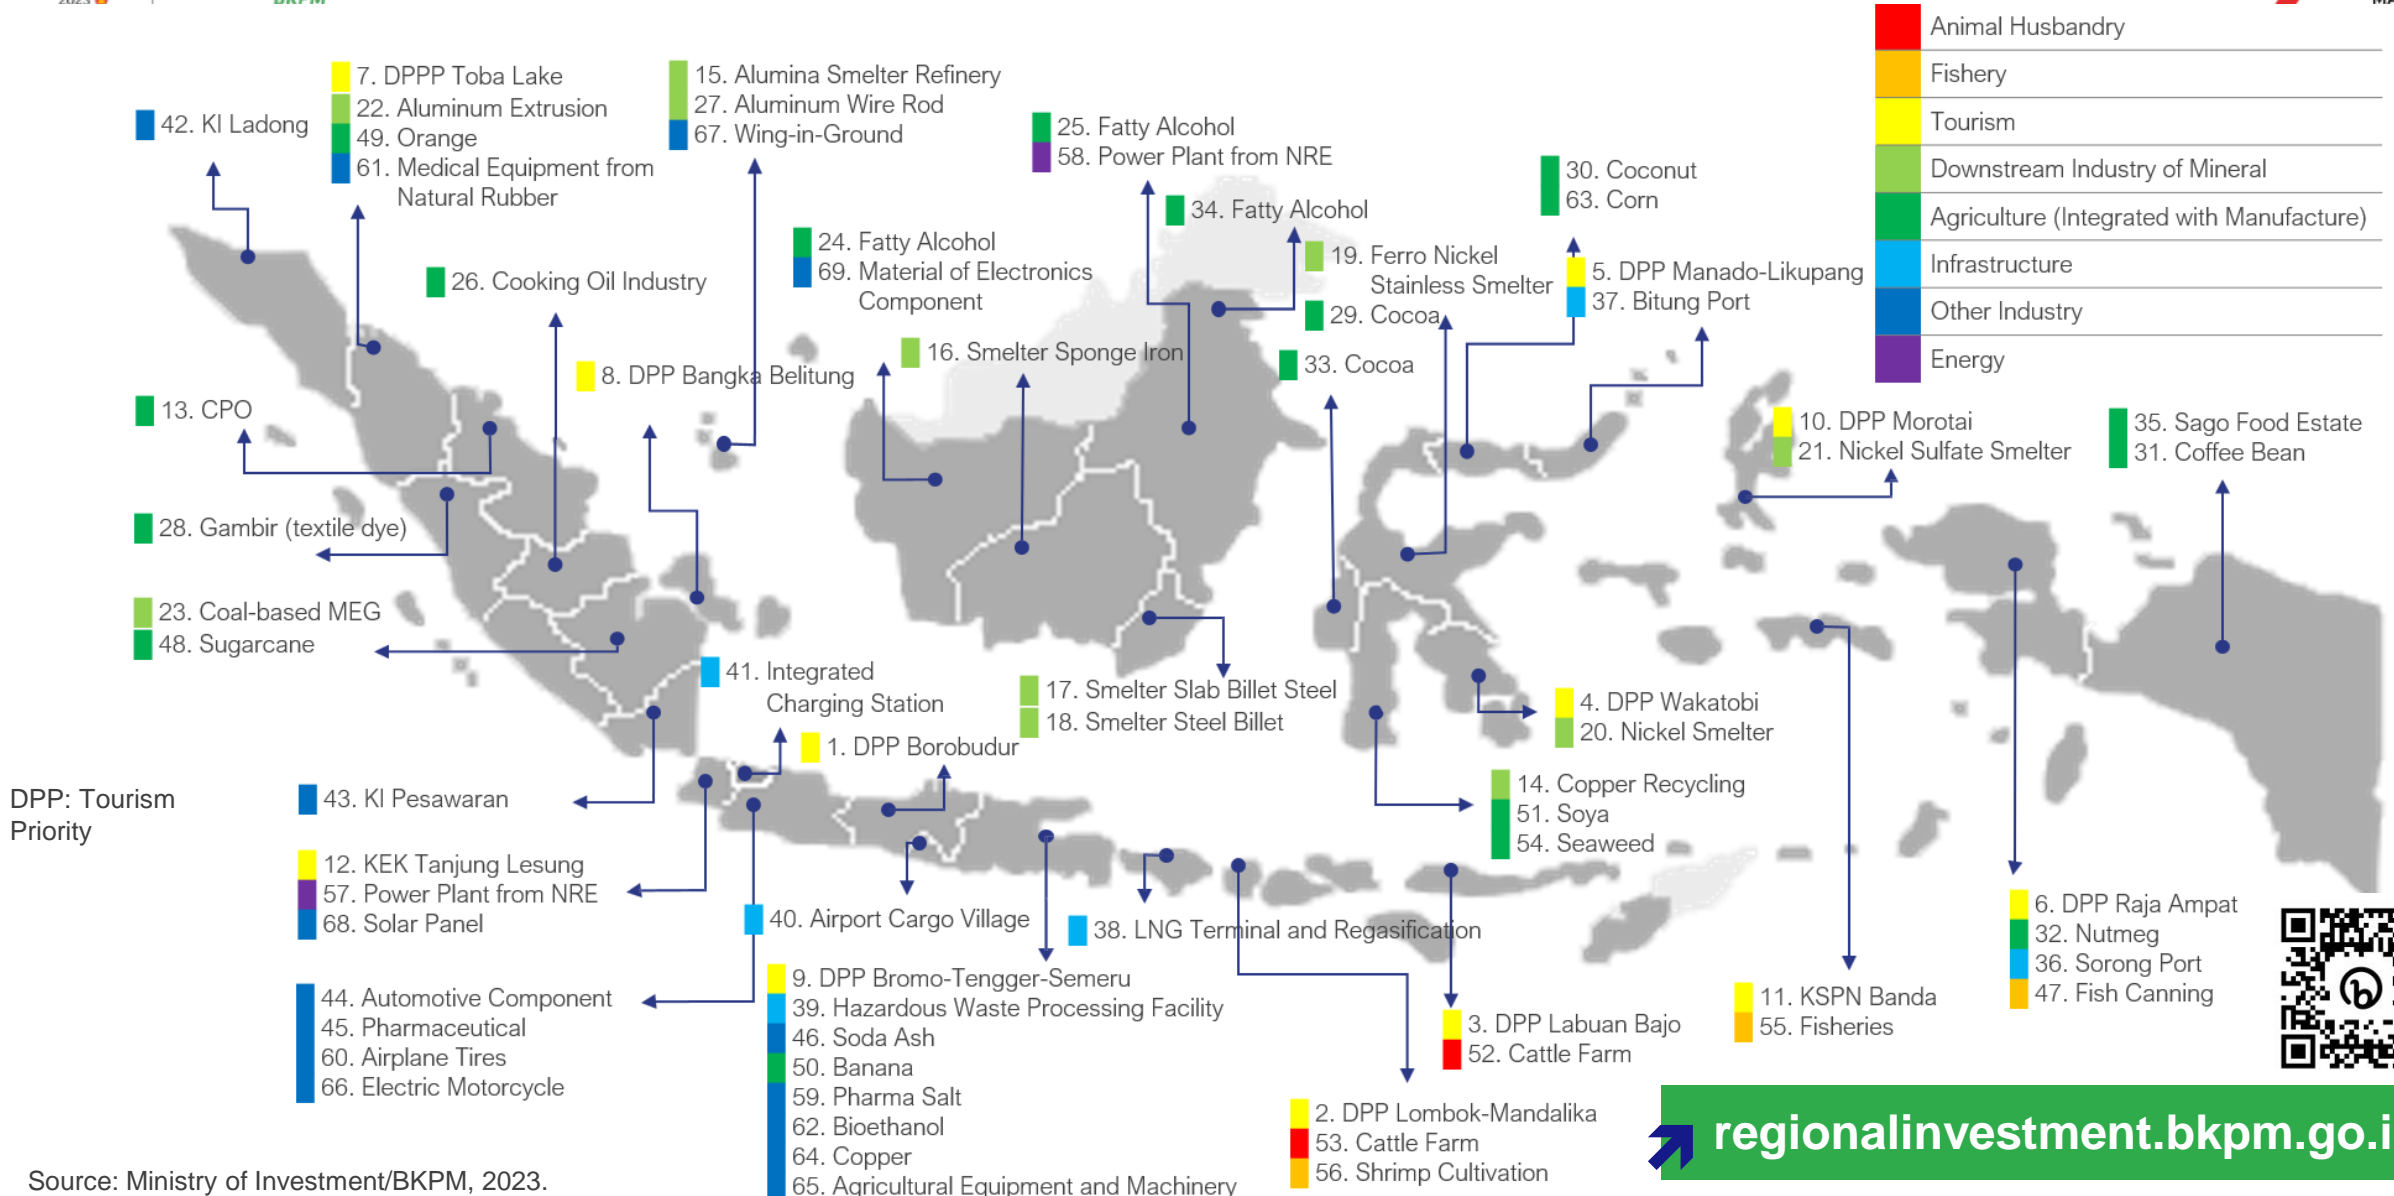 2023
BKPM
Animal Husbandry
Fishery
Tourism
Downstream Industry of Mineral
Agriculture (Integrated with Manufacture)
Infrastructure
Other Industry
Energy
42. KI Ladong
7. DPPP Toba Lake
22. Aluminum Extrusion
49. Orange
61. Medical Equipment from
Natural Rubber
15. Alumina Smelter Refinery
27. Aluminum Wire Rod
67. Wing-in-Ground
25. Fatty Alcohol
58. Power Plant from NRE
34. Fatty Alcohol
30. Coconut
63. Corn
24. Fatty Alcohol
69. Material of Electronics
Component
26. Cooking Oil Industry
19. Ferro Nickel
Stainless Smelter
29. Cocoa
5. DPP Manado-Likupang
37. Bitung Port
16. Smelter Sponge Iron
33. Cocoa
8. DPP Bangka Belitung
13. CPO
10. DPP Morotai
21. Nickel Sulfate Smelter
35. Sago Food Estate
31. Coffee Bean
28. Gambir (textile dye)
23. Coal-based MEG
48. Sugarcane
41. Integrated
Charging Station
17. Smelter Slab Billet Steel
18. Smelter Steel Billet
4. DPP Wakatobi
20. Nickel Smelter
1. DPP Borobudur
14. Copper Recycling
51. Soya
54. Seaweed
DPP: Tourism
Priority
43. KI Pesawaran
12. KEK Tanjung Lesung
57. Power Plant from NRE
68. Solar Panel
40. Airport Cargo Village
38. LNG Terminal and Regasification
6. DPP Raja Ampat
32. Nutmeg
36. Sorong Port
47. Fish Canning
44. Automotive Component
45. Pharmaceutical
60. Airplane Tires
66. Electric Motorcycle
9. DPP Bromo-Tengger-Semeru
39. Hazardous Waste Processing Facility
46. Soda Ash
50. Banana
59. Pharma Salt
62. Bioethanol
64. Copper
65. Agricultural Equipment and Machinery
3. DPP Labuan Bajo
52. Cattle Farm
11. KSPN Banda
55. Fisheries
2. DPP Lombok-Mandalika
53. Cattle Farm
56. Shrimp Cultivation
regionalinvestment.bkpm.go.i
Source: Ministry of Investment/BKPM, 2023.